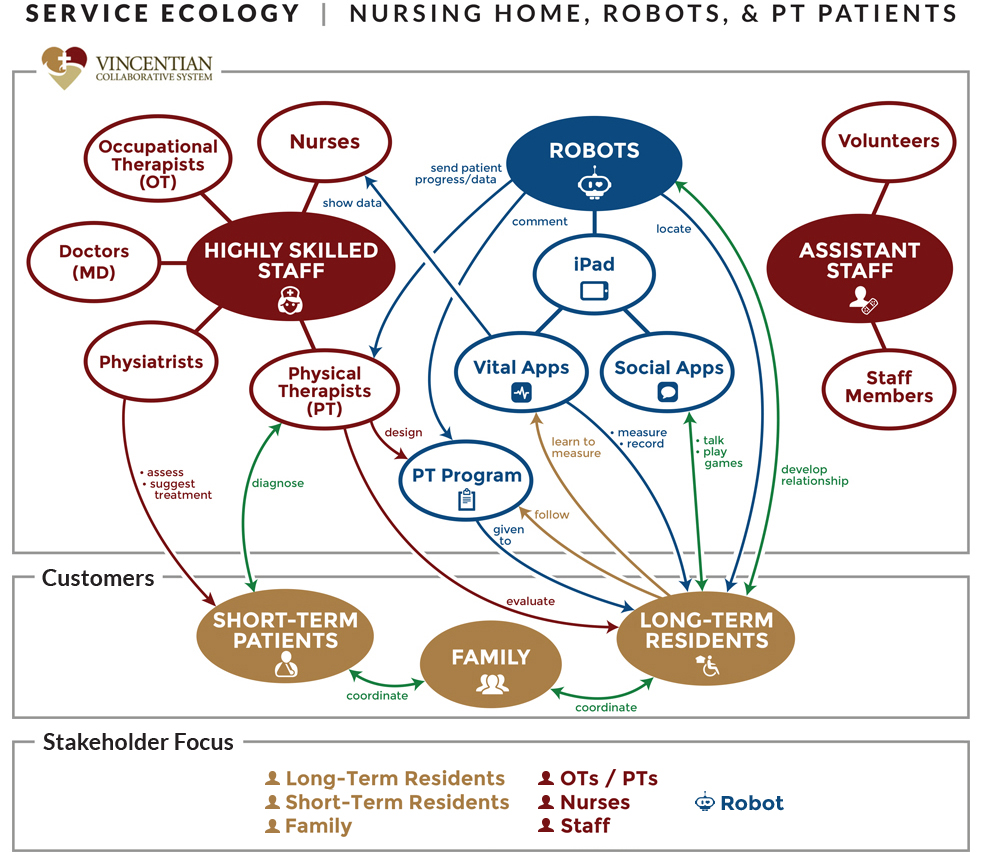 SERVICE ECOLOGY | NURSING HOME, ROBOTS, & PT PATIENTS
VINCENTIAN
COLLABORATIVE SYSTEM
Occupational
Therapists
(OT)
Nurses
Doctors
(MD)
HIGHLY SKILLED
STAFF
Physiatrists
Physical
Therapists
(PT)
ROBOTS
iPad
Vital Apps
Social Apps
PT Program
Volunteers
ASSISTANT
STAFF
Staff
Members
send patient
progress/data
show data
comment
locate
design
• assess
• suggest
treatment
diagnose
learn to
measure
• measure
• record
• talk
• play
games
develop
relationship
follow
given
to
evaluate
Customers
SHORT-TERM
PATIENTS
FAMILY
LONG-TERM
RESIDENTS
coordinate
coordinate
Stakeholder Focus
Long-Term Residents
Short-Term Residents
Family
OTs / PTs
Nurses
Staff
Robot